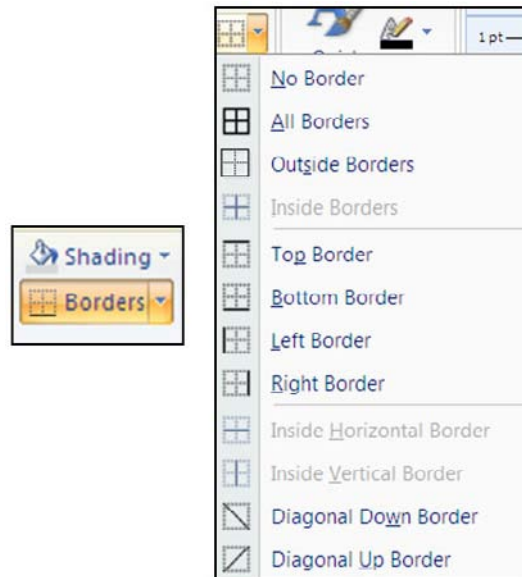 Shading
Borders
1 pt
No Border
All Borders
Outside Borders
Inside Borders
Top Border
Bottom Border
Left Border
Right Border
Inside Horizontal Border
Inside Vertical Border
Diagonal Down Border
Diagonal Up Border